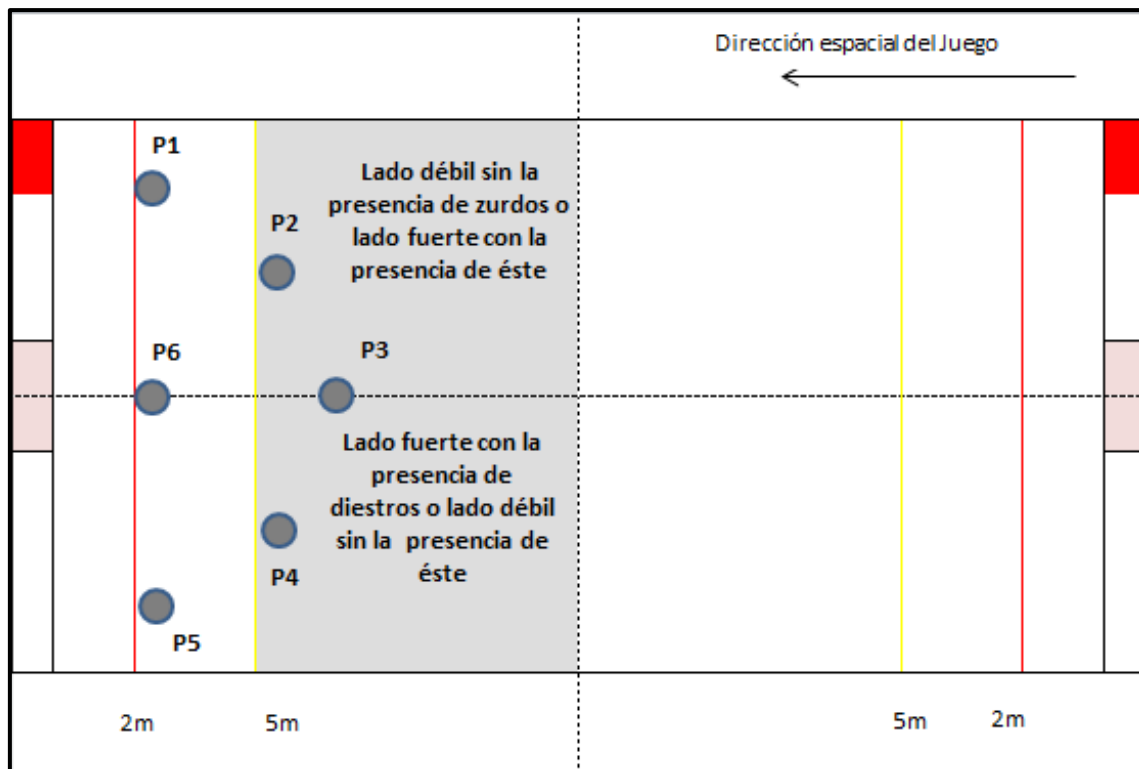 Dirección espacial del Juego
P1
Lado débil sin la
presencia de zurdos o
lado fuerte con la
presencia de éste
P2
P6
P3
Lado fuerte con la
presencia de
diestros o lado débil
sin la presencia de
éste
P4
P5
2m
5m
5m
2m